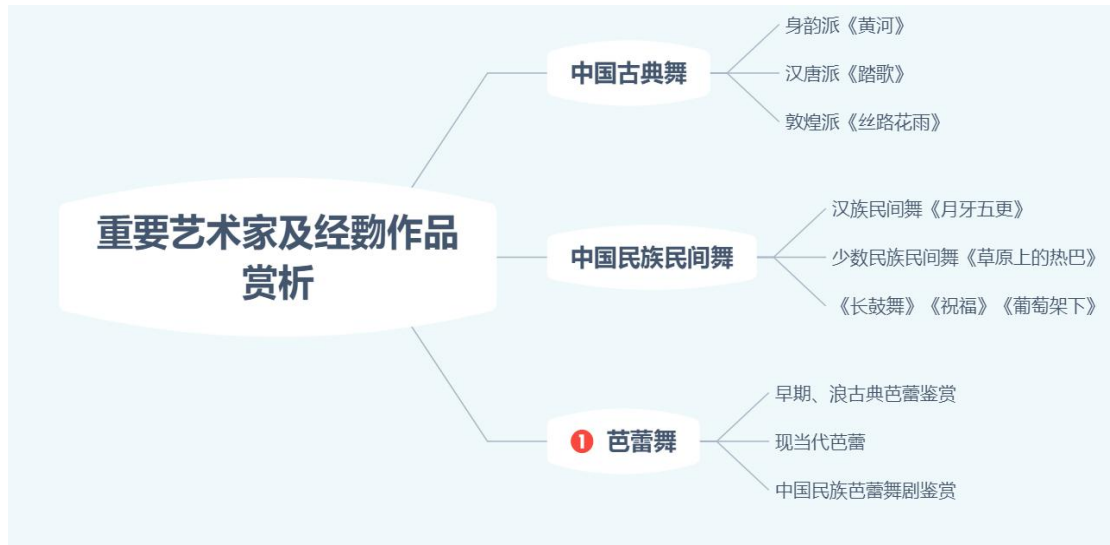 重要艺术家及经勠作品
赏析
中国古典舞
身韵派《黄河》
汉唐派《踏歌》
敦煌派《丝路花雨》
中国民族民间舞
汉族民间舞《月牙五更》
少数民族民间舞《草原上的热巴》
《长鼓舞》《祝福》《葡萄架下》
1 芭蕾舞
早期、浪古典芭蕾鉴赏
现当代芭蕾
中国民族芭蕾舞剧鉴赏